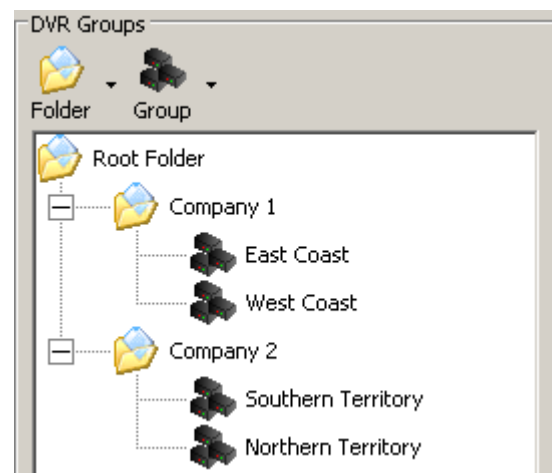 DVR Groups
Folder Group
Root Folder
Company 1
East Coast
West Coast
Company 2
Southern Territory
Northern Territory